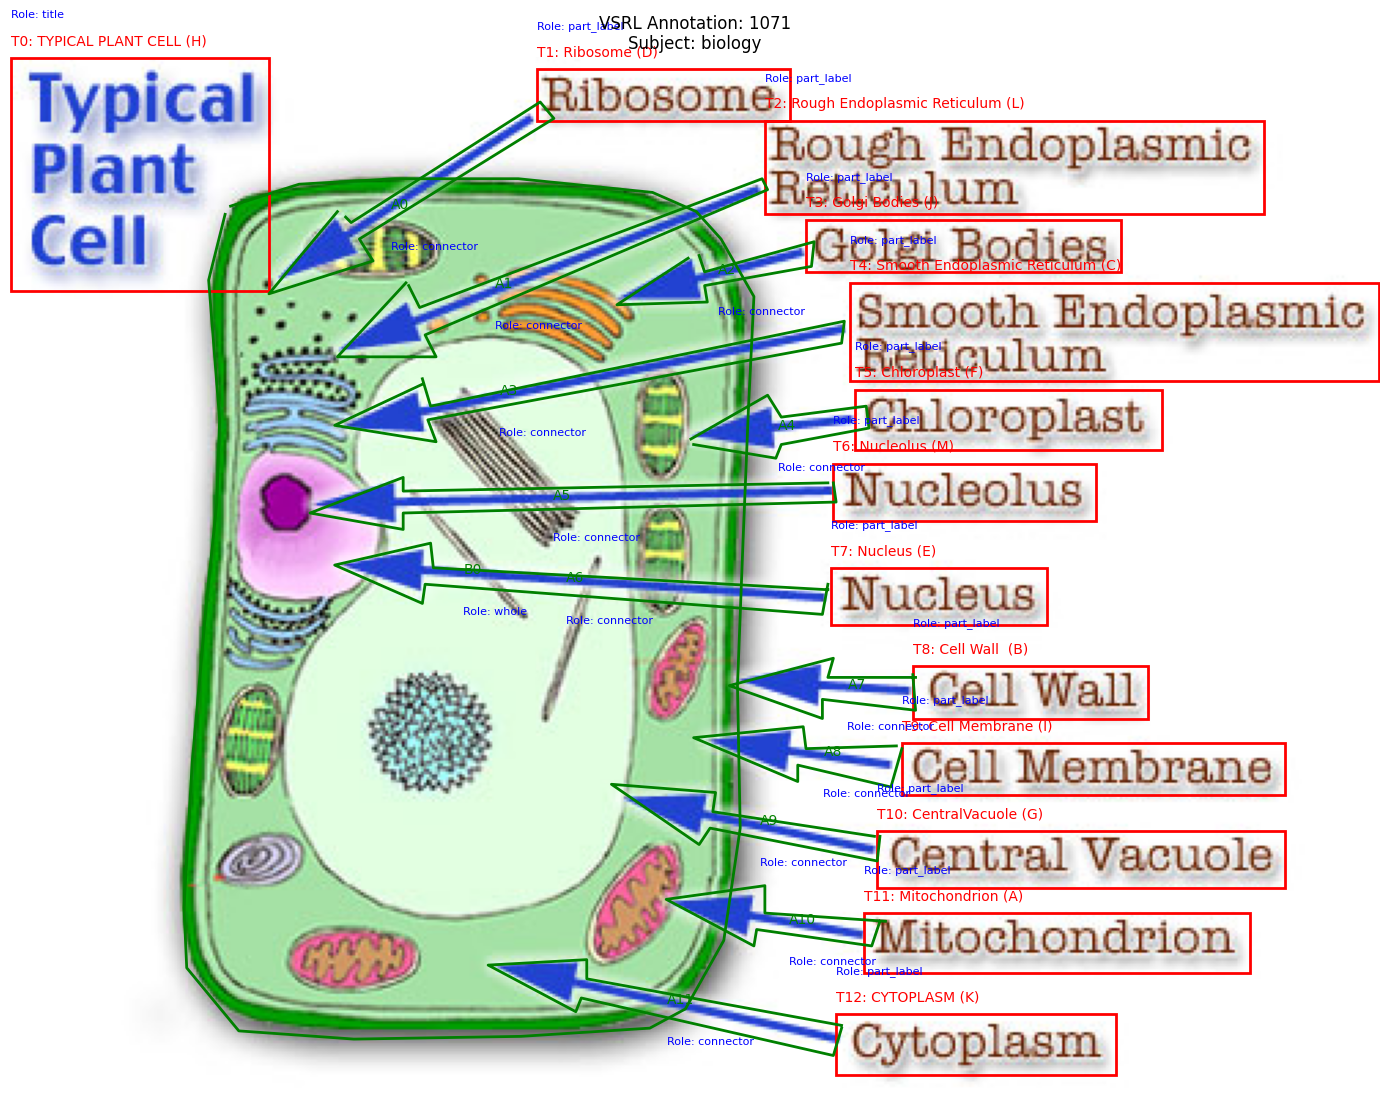 VSRL Annotation: 1071
Subject: biology
Role: title
T0: TYPICAL PLANT CELL (H)
Typical
Plant
Cell
Role: part_label
T1: Ribosome (D)
Ribosome
Role: part_label
T2: Rough Endoplasmic Reticulum (L)
Rough Endoplasmic
Reticulum
Role: part_label
T3: Golgi Bodies (J)
Golgi Bodies
Role: part_label
T4: Smooth Endoplasmic Reticulum (C)
Smooth Endoplasmic
Reticulum
Role: part_label
T5: Chloroplast (F)
Chloroplast
Role: part_label
T6: Nucleolus (M)
Nucleolus
Role: part_label
T7: Nucleus (E)
Nucleus
Role: part_label
T8: Cell Wall (B)
Cell Wall
Role: part_label
T9: Cell Membrane (I)
Cell Membrane
Role: part_label
T10: CentralVacuole (G)
Central Vacuole
Role: part_label
T11: Mitochondrion (A)
Mitochondrion
Role: part_label
T12: CYTOPLASM (K)
Cytoplasm
A0
Role: connector
A1
Role: connector
Role: connector
A2
Role: connector
A4
Role: connector
A5
Role: connector
B0
Role: whole
A6
Role: connector
A7
Role: connector
A8
Role: connector
A9
Role: connector
A10
Role: connector
A11
Role: connector